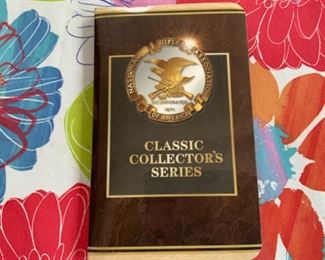 NATIONAL RIFLE ASSOCIATION
INCORPORATED
1871
OF AMERICA
CLASSIC
COLLECTOR'S
SERIES